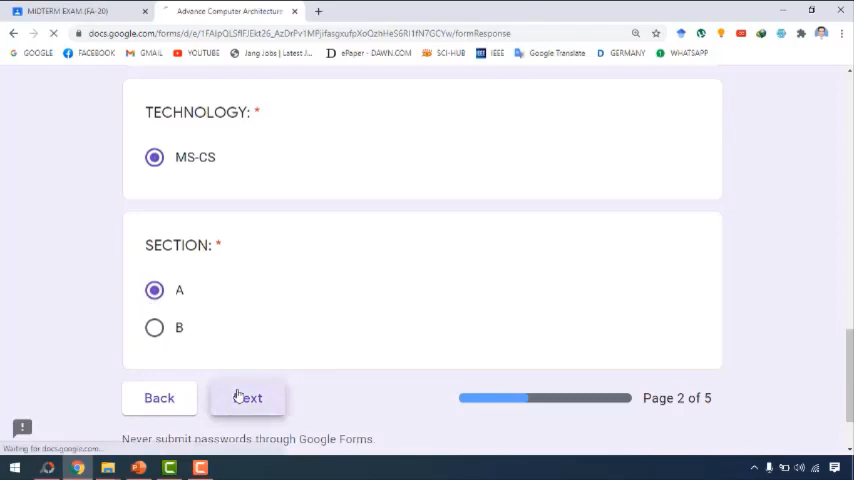 MIDTERM EXAM (FA-20)
Advance Computer Architecture
docs.google.com/forms/d/e/1FAIpQLSflFJEkt26_AzDrPv1MPjifasgxufpXoQzhHeS6RI1fN7GCYw/formResponse
GOOGLE FACEBOOK GMAIL YOUTUBE Jang Jobs | Latest J... ePaper - DAWN.COM SCI-HUB IEEE Google Translate GERMANY WHATSAPP
TECHNOLOGY: *
MS-CS
SECTION: *
A
B
Back
Page 2 of 5
Never submit passwords through Google Forms.
Waiting for docs.google.com...